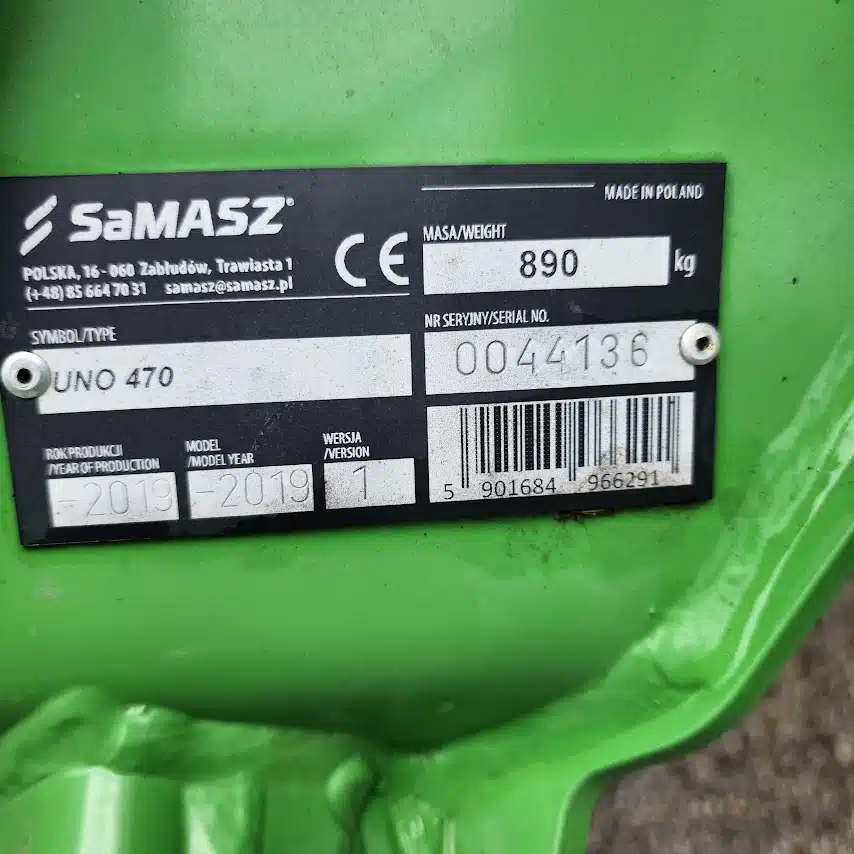 SaMASZ®
POLSKA, 16-060 Zabłudów, Trawiasta 1
(+48) 85 664 70 31 samasz@samasz.pl
CE
MADE IN POLAND
MASA/WEIGHT
890 kg
SYMBOL/TYPE
UNO 470
NR SERYJNY/SERIAL NO.
0044136
ROK PRODUKCJI
/YEAR OF PRODUCTION
-2019
MODEL
/MODEL YEAR
-2019
WERSJA
/VERSION
1
5 901684 966291